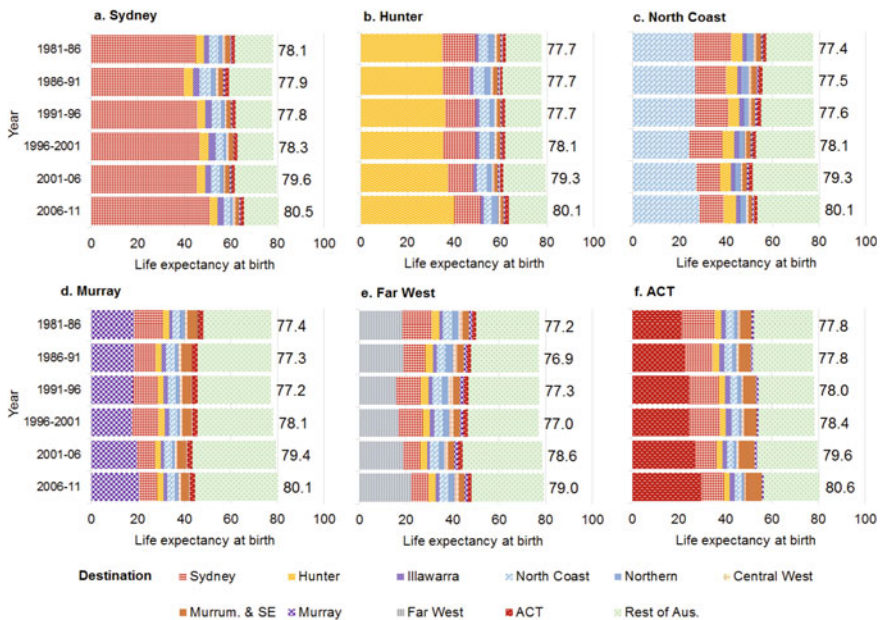 a. Sydney
b. Hunter
c. North Coast
Year
1981-86
1986-91
1991-96
1996-2001
2001-06
2006-11
78.1
77.9
77.8
78.3
79.6
80.5
0 20 40 60 80 100
Life expectancy at birth
77.7
77.7
77.7
78.1
79.3
80.1
0 20 40 60 80 100
Life expectancy at birth
77.4
77.5
77.6
78.1
79.3
80.1
0 20 40 60 80 100
Life expectancy at birth
d. Murray
e. Far West
f. ACT
Year
1981-86
1986-91
1991-96
1996-2001
2001-06
2006-11
77.4
77.3
77.2
78.1
79.4
80.1
0 20 40 60 80 100
Life expectancy at birth
77.2
76.9
77.3
77.0
78.6
79.0
0 20 40 60 80 100
Life expectancy at birth
77.8
77.8
78.0
78.4
79.6
80.6
0 20 40 60 80 100
Life expectancy at birth
Destination Sydney Hunter Illawarra North Coast Northern Central West
Murrum. & SE Murray Far West ACT Rest of Aus.